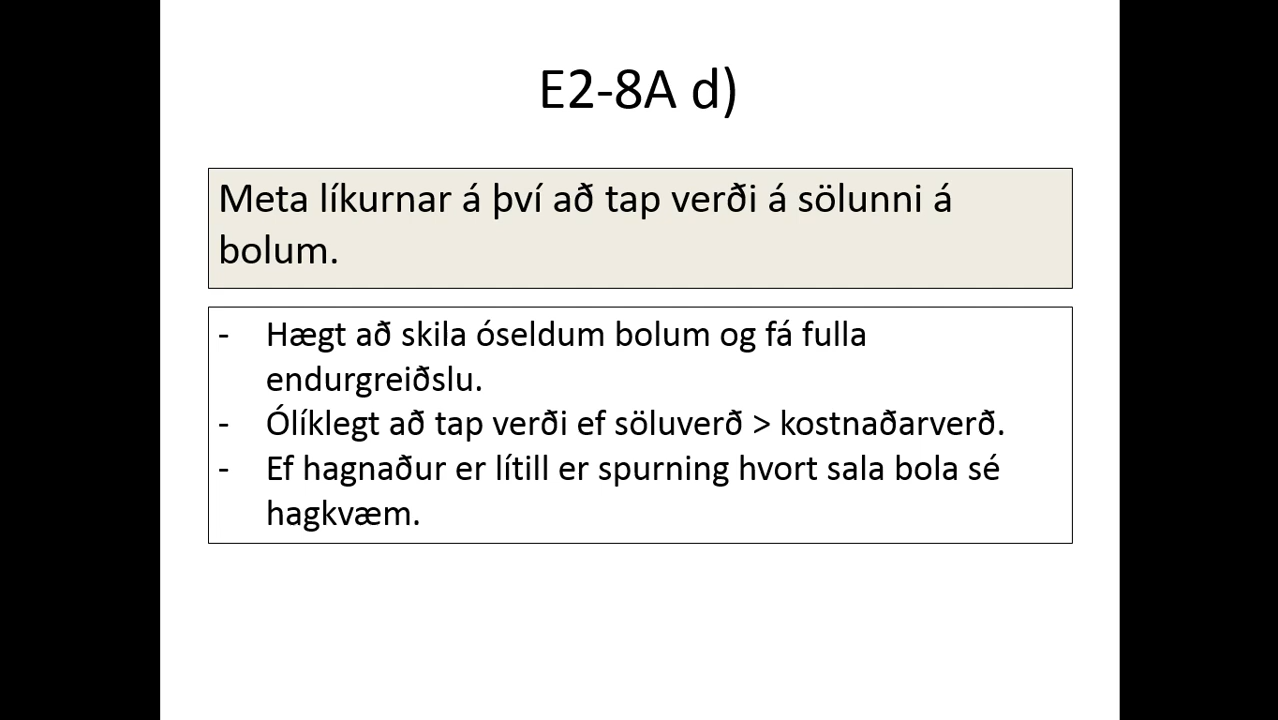 E2-8A d)
Meta líkurnar á því að tap verði á sölunni á
bolum.
- Hægt að skila óseldum bolum og fá fulla
endurgreiðslu.
- Ólíklegt að tap verði ef söluverð > kostnaðarverð.
- Ef hagnaður er lítill er spurning hvort sala bola sé
hagkvæm.